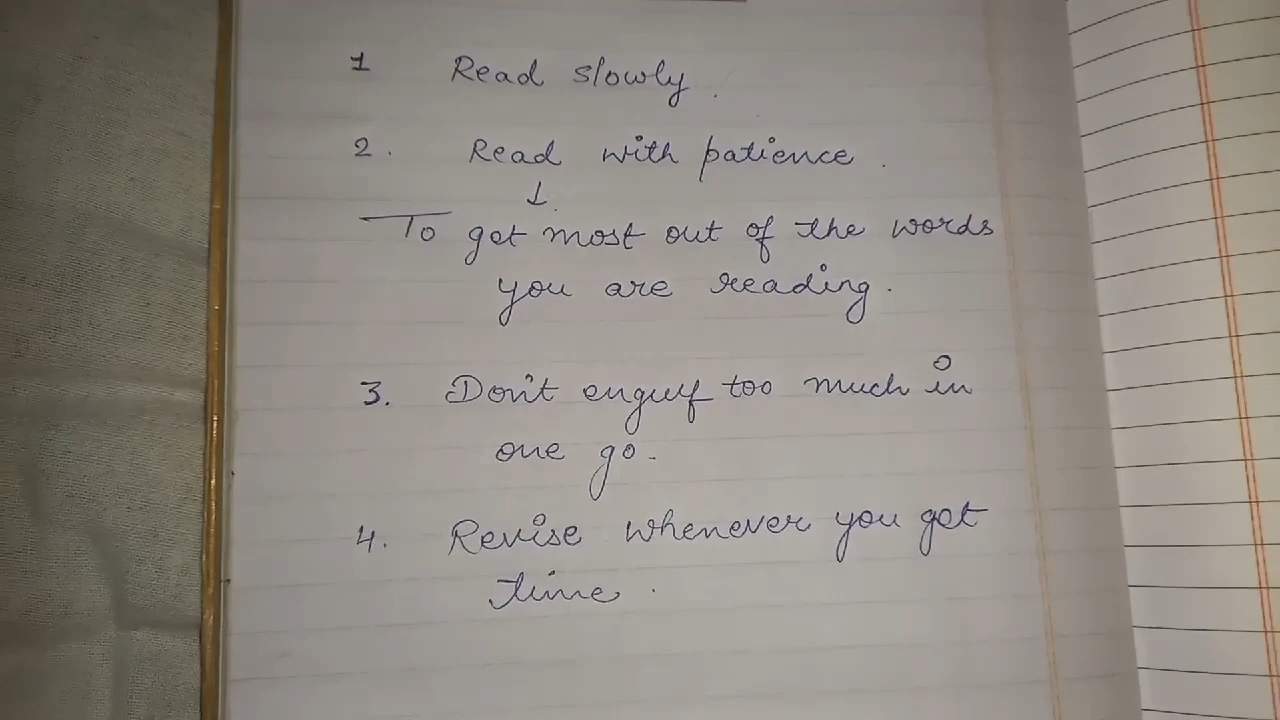 1 Read slowly.
2. Read with patience.
↓
To get most out of the words
you are reading.
3. Don't engulf too much in
one go.
4. Revise whenever you get
time.